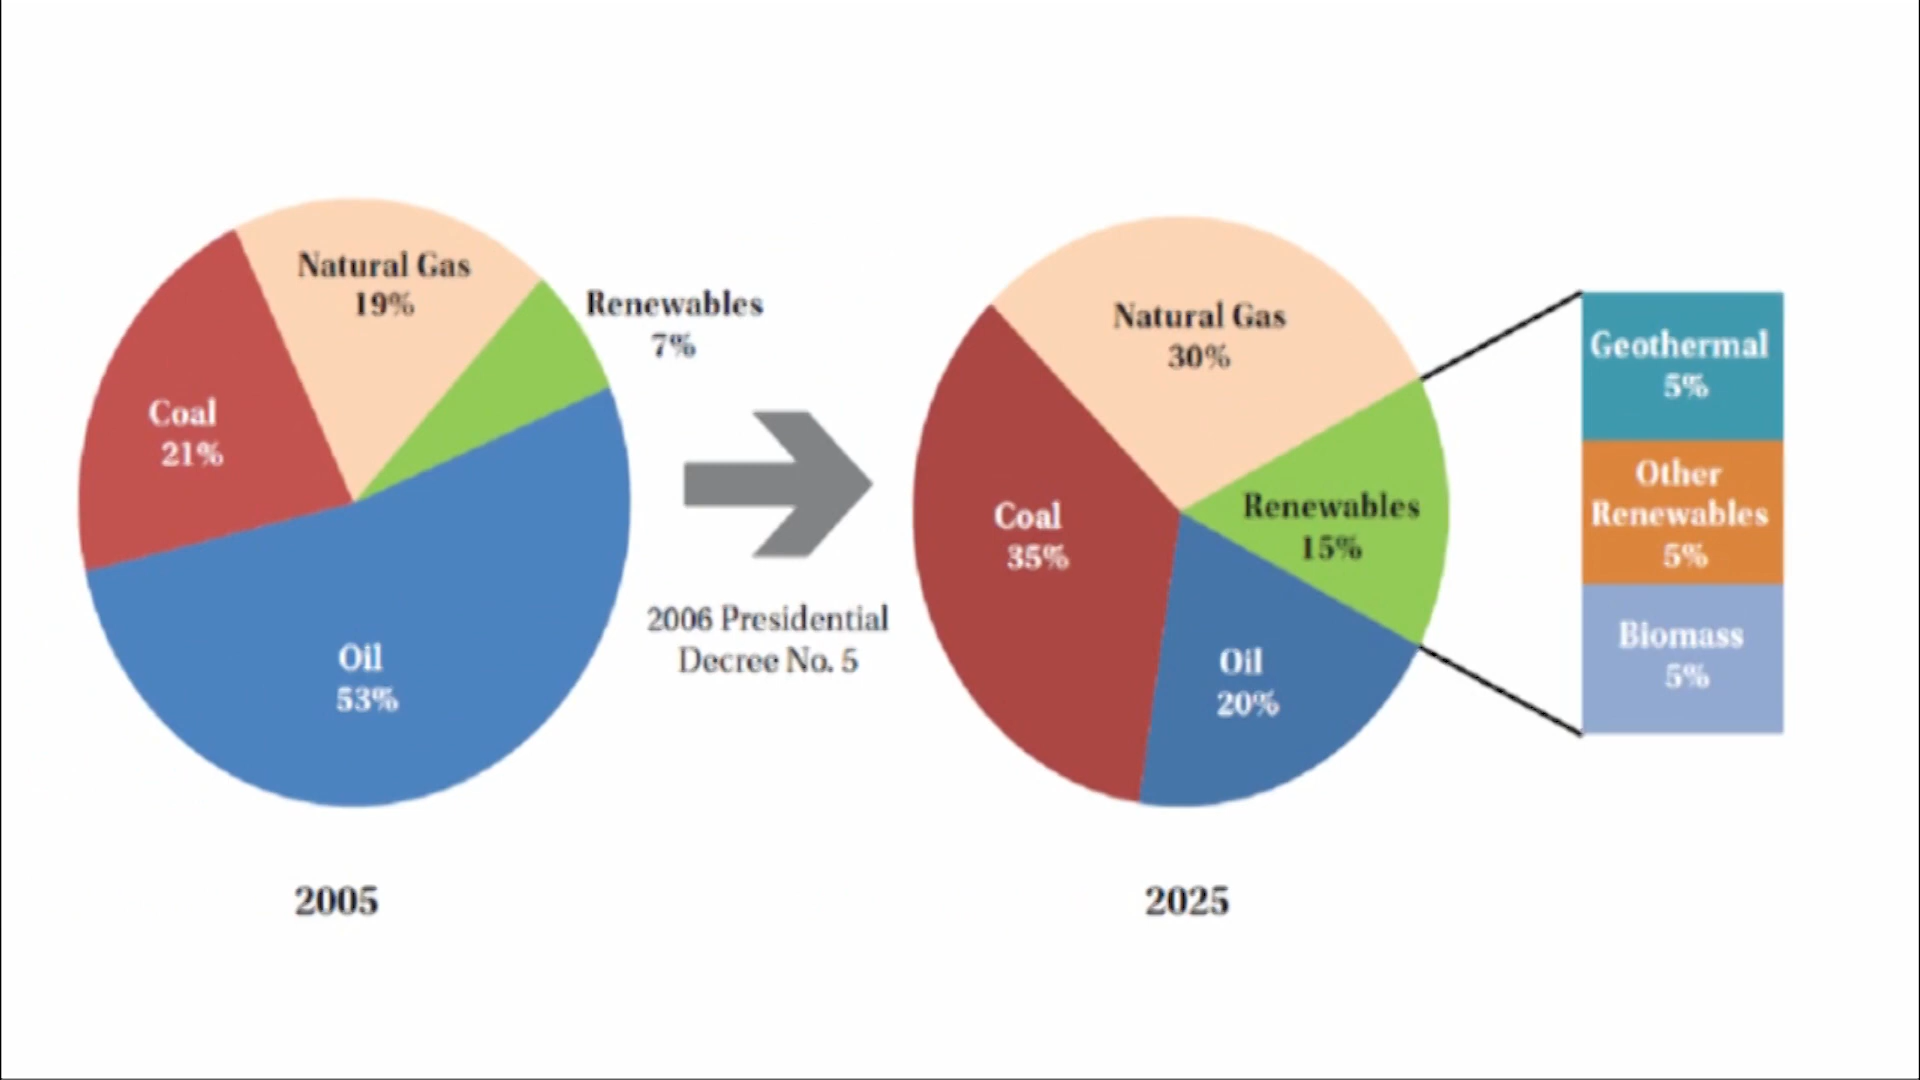 Natural Gas
19%
Renewables
7%
Coal
21%
Oil
53%
2005
2006 Presidential
Decree No. 5
Natural Gas
30%
Coal
35%
Renewables
15%
Oil
20%
2025
Geothermal
5%
Other
Renewables
5%
Biomass
5%